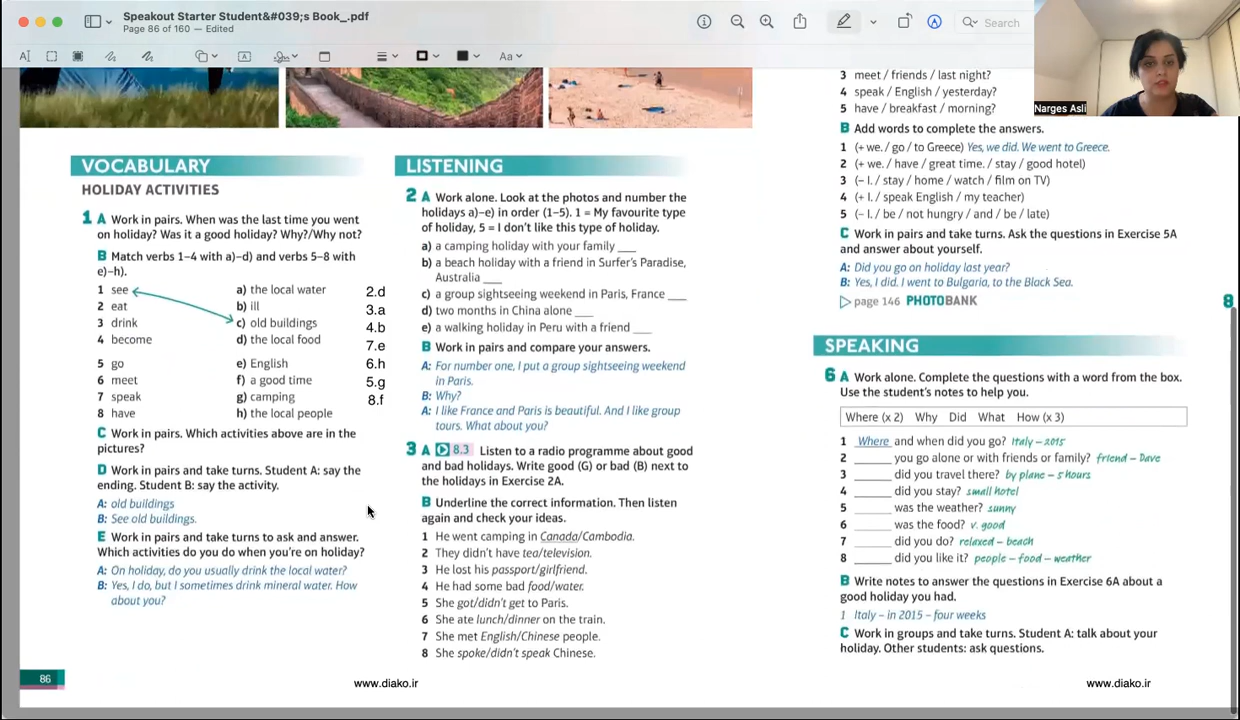 Speakout Starter Student&#039;s Book_.pdf
Page 86 of 160 – Edited
Search
Aa
Narges Asli
VOCABULARY
HOLIDAY ACTIVITIES
1 A Work in pairs. When was the last time you went
on holiday? Was it a good holiday? Why?/Why not?
B Match verbs 1–4 with a)–d) and verbs 5–8 with
e)–h).
1 see a) the local water 2.d
2 eat b) ill 3.a
3 drink c) old buildings 4.b
4 become d) the local food 7.e
5 go e) English 6.h
6 meet f) a good time 5.g
7 speak g) camping 8.f
8 have h) the local people
C Work in pairs. Which activities above are in the
pictures?
D Work in pairs and take turns. Student A: say the
ending. Student B: say the activity.
A: old buildings
B: See old buildings.
E Work in pairs and take turns to ask and answer.
Which activities do you do when you're on holiday?
A: On holiday, do you usually drink the local water?
B: Yes, I do, but I sometimes drink mineral water. How
about you?
86
www.diako.ir
LISTENING
2 A Work alone. Look at the photos and number the
holidays a)–e) in order (1–5). 1 = My favourite type
of holiday, 5 = I don't like this type of holiday.
a) a camping holiday with your family ___
b) a beach holiday with a friend in Surfer's Paradise,
Australia ___
c) a group sightseeing weekend in Paris, France ___
d) two months in China alone ___
e) a walking holiday in Peru with a friend ___
B Work in pairs and compare your answers.
A: For number one, I put a group sightseeing weekend
in Paris.
B: Why?
A: I like France and Paris is beautiful. And I like group
tours. What about you?
3 A 8.3 Listen to a radio programme about good
and bad holidays. Write good (G) or bad (B) next to
the holidays in Exercise 2A.
B Underline the correct information. Then listen
again and check your ideas.
1 He went camping in Canada/Cambodia.
2 They didn't have tea/television.
3 He lost his passport/girlfriend.
4 He had some bad food/water.
5 She got/didn't get to Paris.
6 She ate lunch/dinner on the train.
7 She met English/Chinese people.
8 She spoke/didn't speak Chinese.
3 meet / friends / last night?
4 speak / English / yesterday?
5 have / breakfast / morning?
B Add words to complete the answers.
1 (+ we. / go / to Greece) Yes, we did. We went to Greece.
2 (+ we. / have / great time. / stay / good hotel)
3 (– I. / stay / home / watch / film on TV)
4 (+ I. / speak English / my teacher)
5 (– I. / be / not hungry / and / be / late)
C Work in pairs and take turns. Ask the questions in Exercise 5A
and answer about yourself.
A: Did you go on holiday last year?
B: Yes, I did. I went to Bulgaria, to the Black Sea.
page 146 PHOTOBANK
8
SPEAKING
6 A Work alone. Complete the questions with a word from the box.
Use the student's notes to help you.
Where (x 2) Why Did What How (x 3)
1 Where and when did you go? Italy – 2015
2 ______ you go alone or with friends or family? friend – Dave
3 ______ did you travel there? by plane – 5 hours
4 ______ did you stay? small hotel
5 ______ was the weather? sunny
6 ______ was the food? v. good
7 ______ did you do? relaxed – beach
8 ______ did you like it? people – food – weather
B Write notes to answer the questions in Exercise 6A about a
good holiday you had.
1 Italy – in 2015 – four weeks
C Work in groups and take turns. Student A: talk about your
holiday. Other students: ask questions.
www.diako.ir